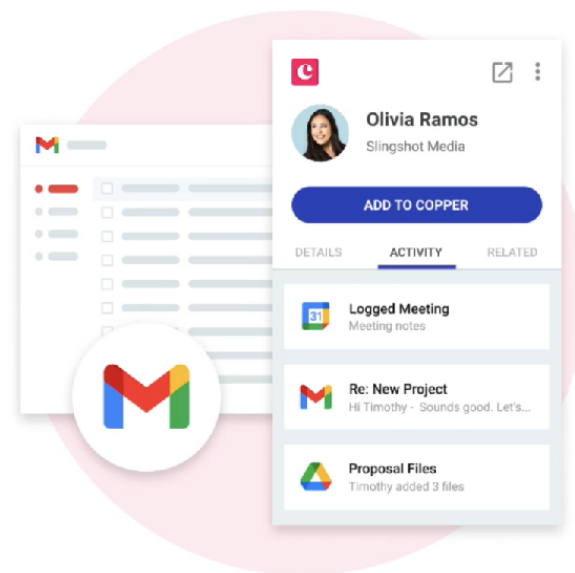 Olivia Ramos
Slingshot Media
ADD TO COPPER
DETAILS ACTIVITY RELATED
31
Logged Meeting
Meeting notes
Re: New Project
Hi Timothy - Sounds good. Let's...
Proposal Files
Timothy added 3 files